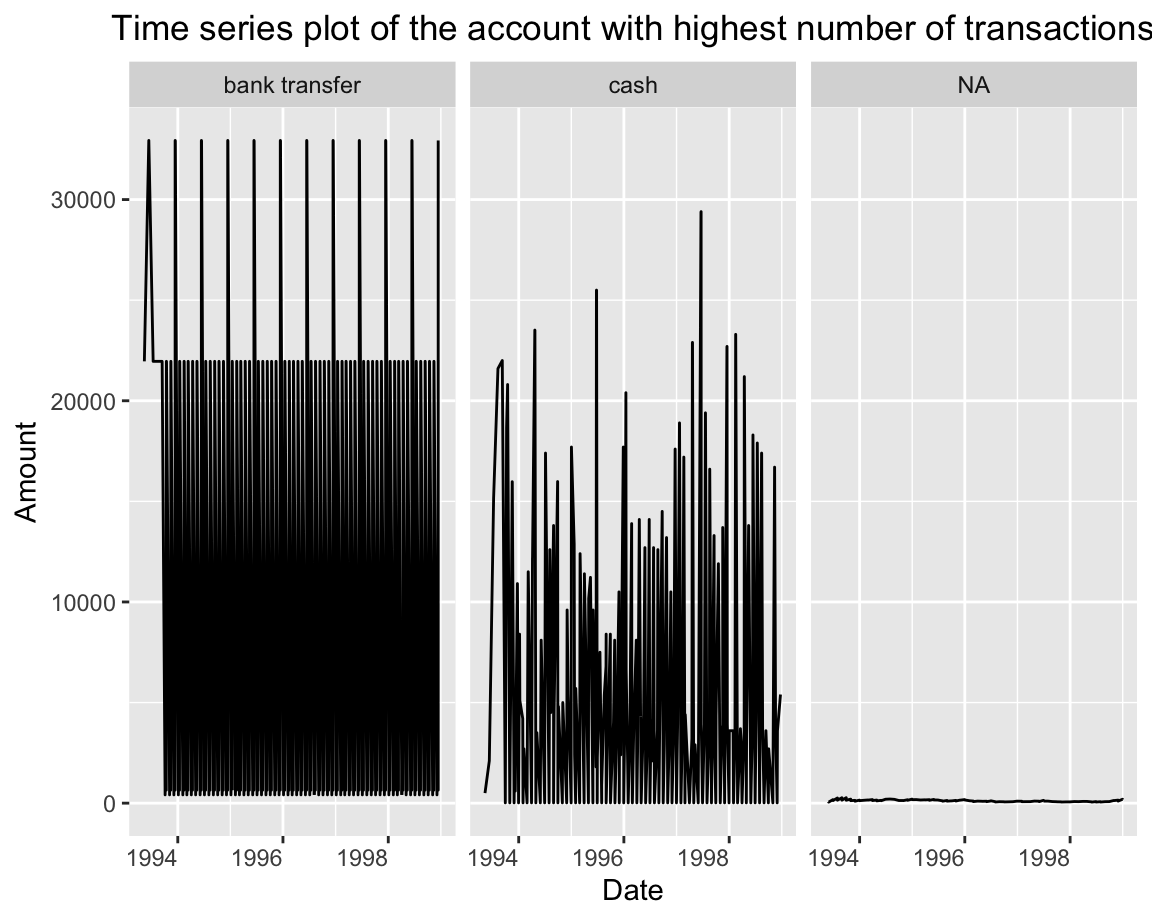 Time series plot of the account with highest number of transactions
bank transfer
cash
NA
30000
20000
10000
0
Amount
1994 1996 1998
1994 1996 1998
1994 1996 1998
Date